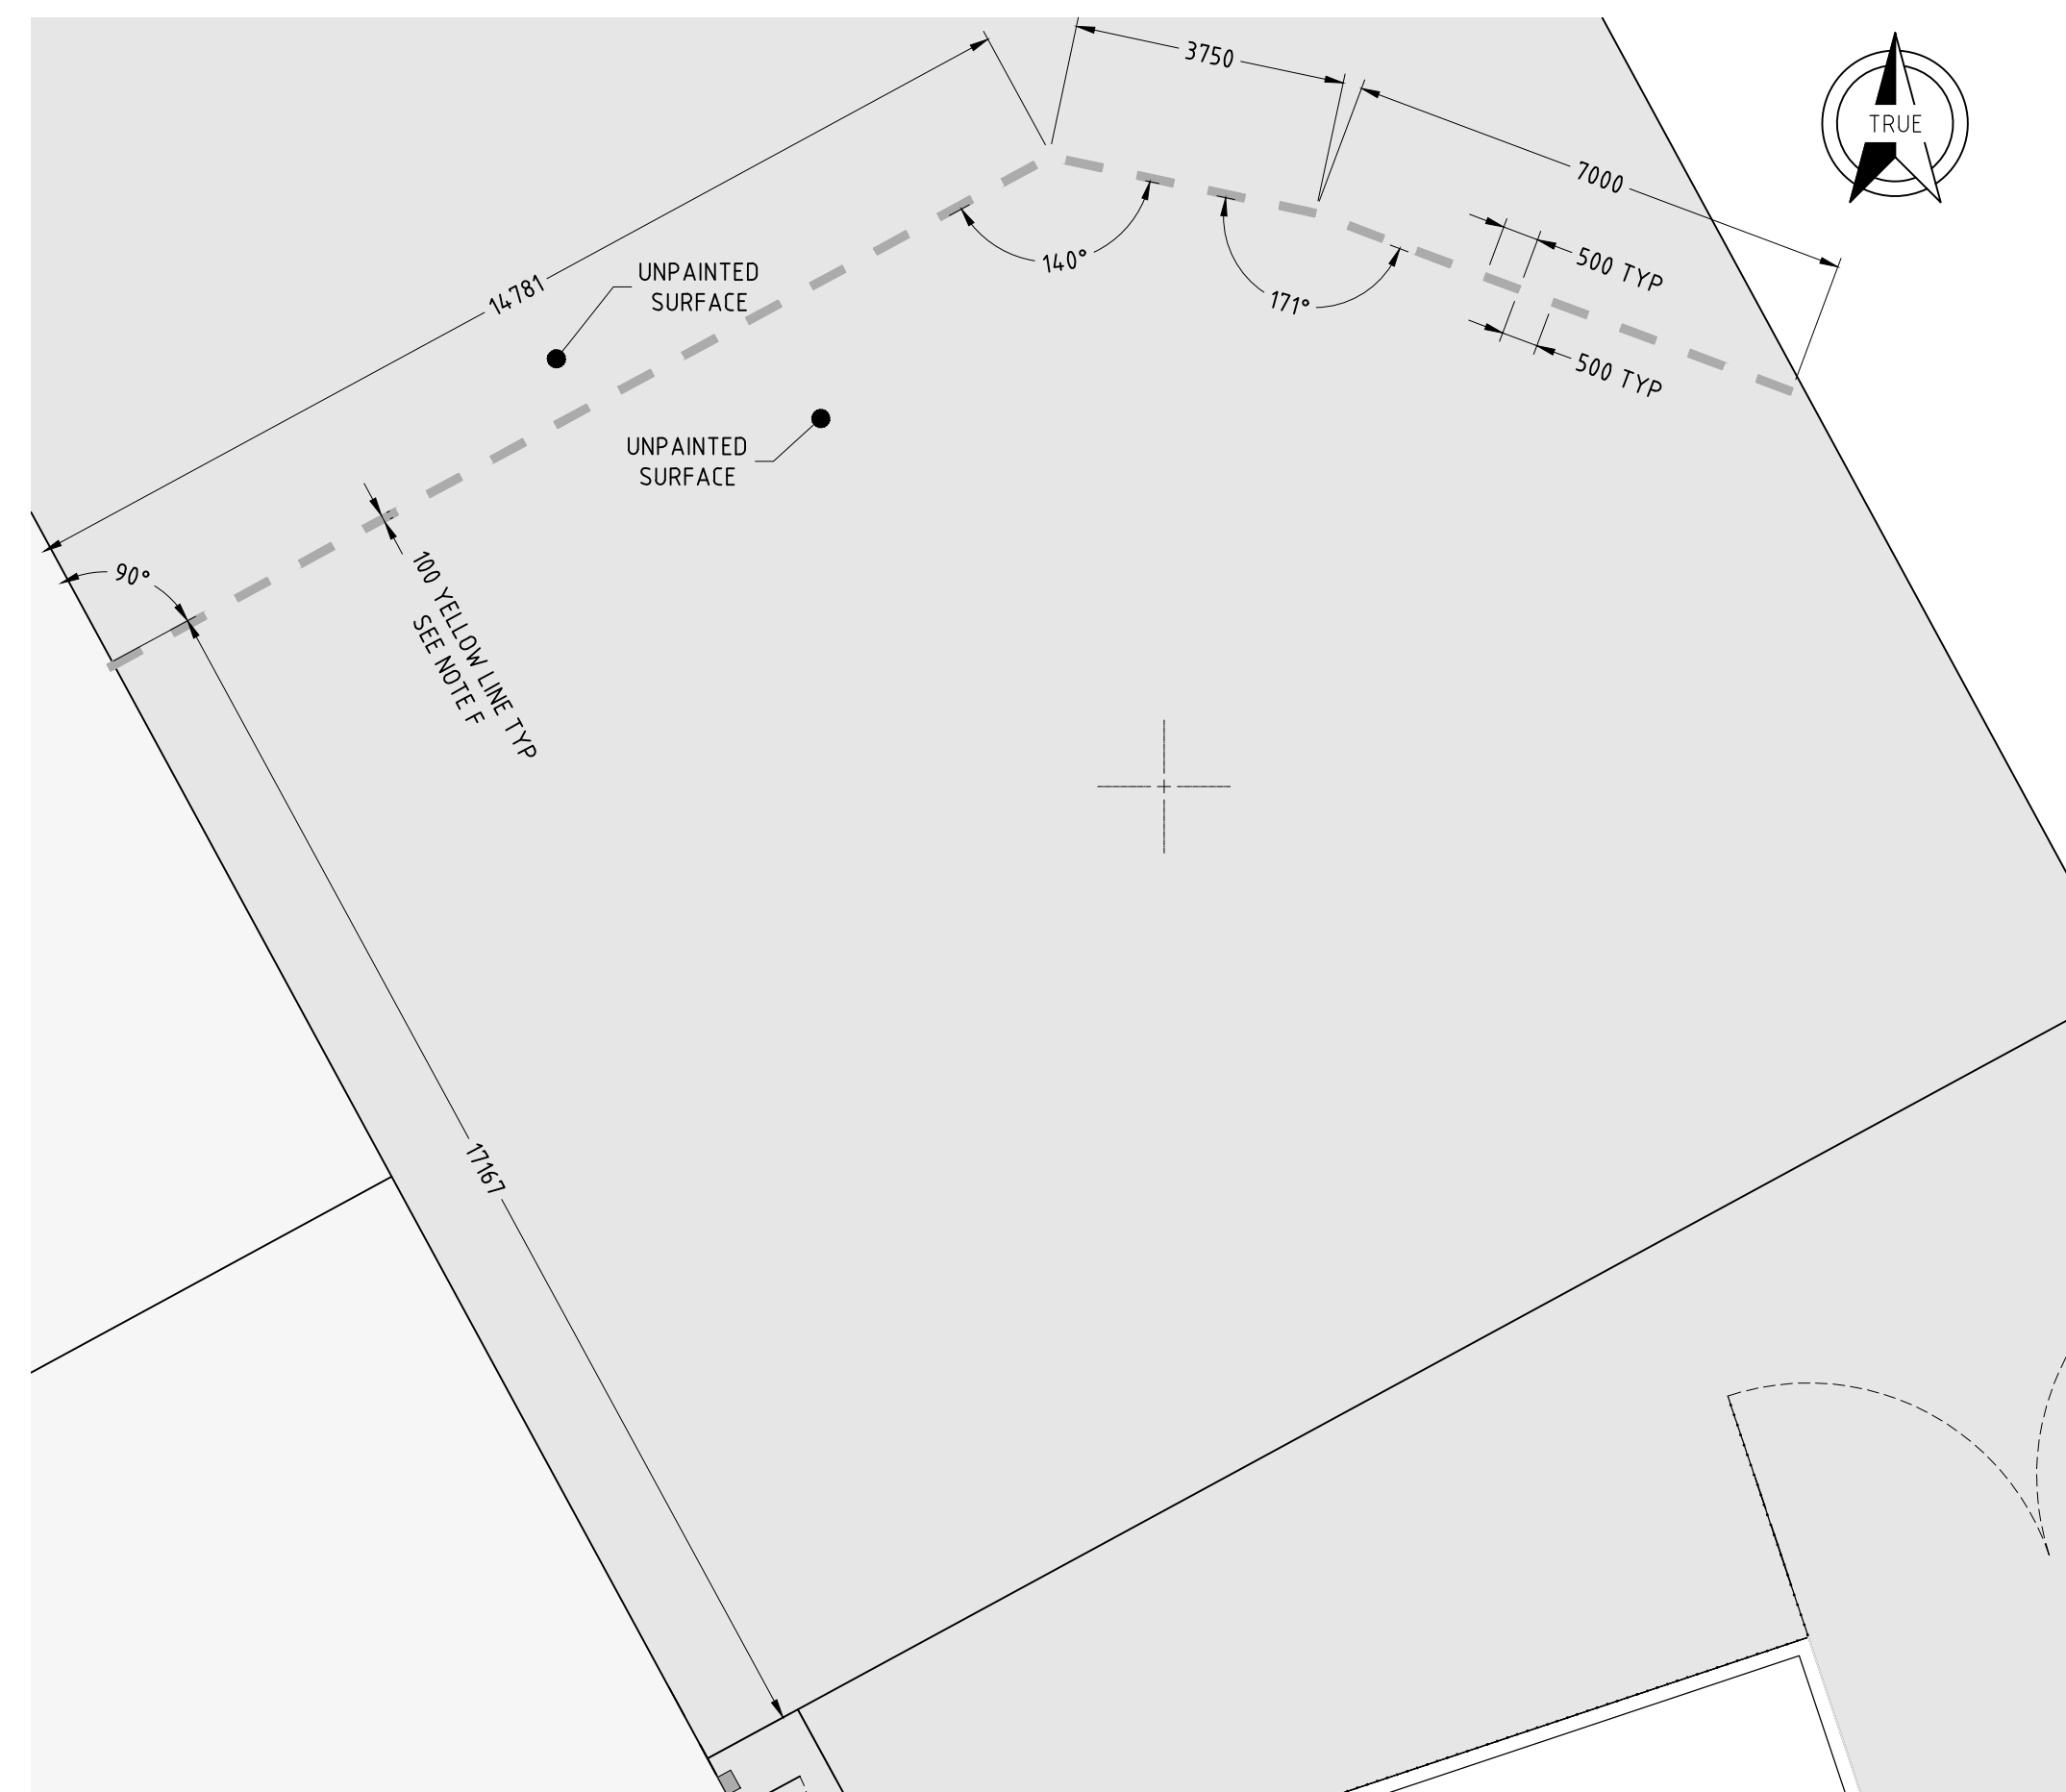 3750
TRUE
7000
14781
UNPAINTED
SURFACE
140°
171°
500 TYP
500 TYP
UNPAINTED
SURFACE
90°
100 YELLOW LINE TYP
SEE NOTE F
17167